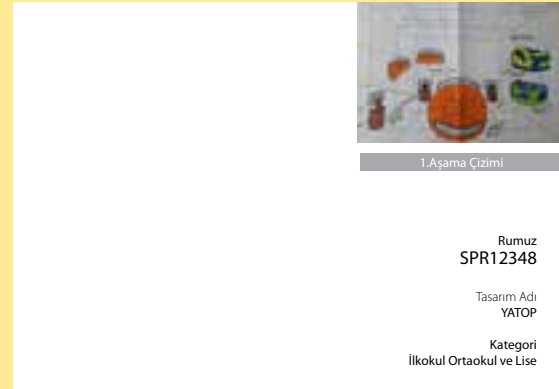 1.Aşama Çizimi
Rumuz
SPR12348
Tasarım Adı
YATOP
Kategori
İlkokul Ortaokul ve Lise